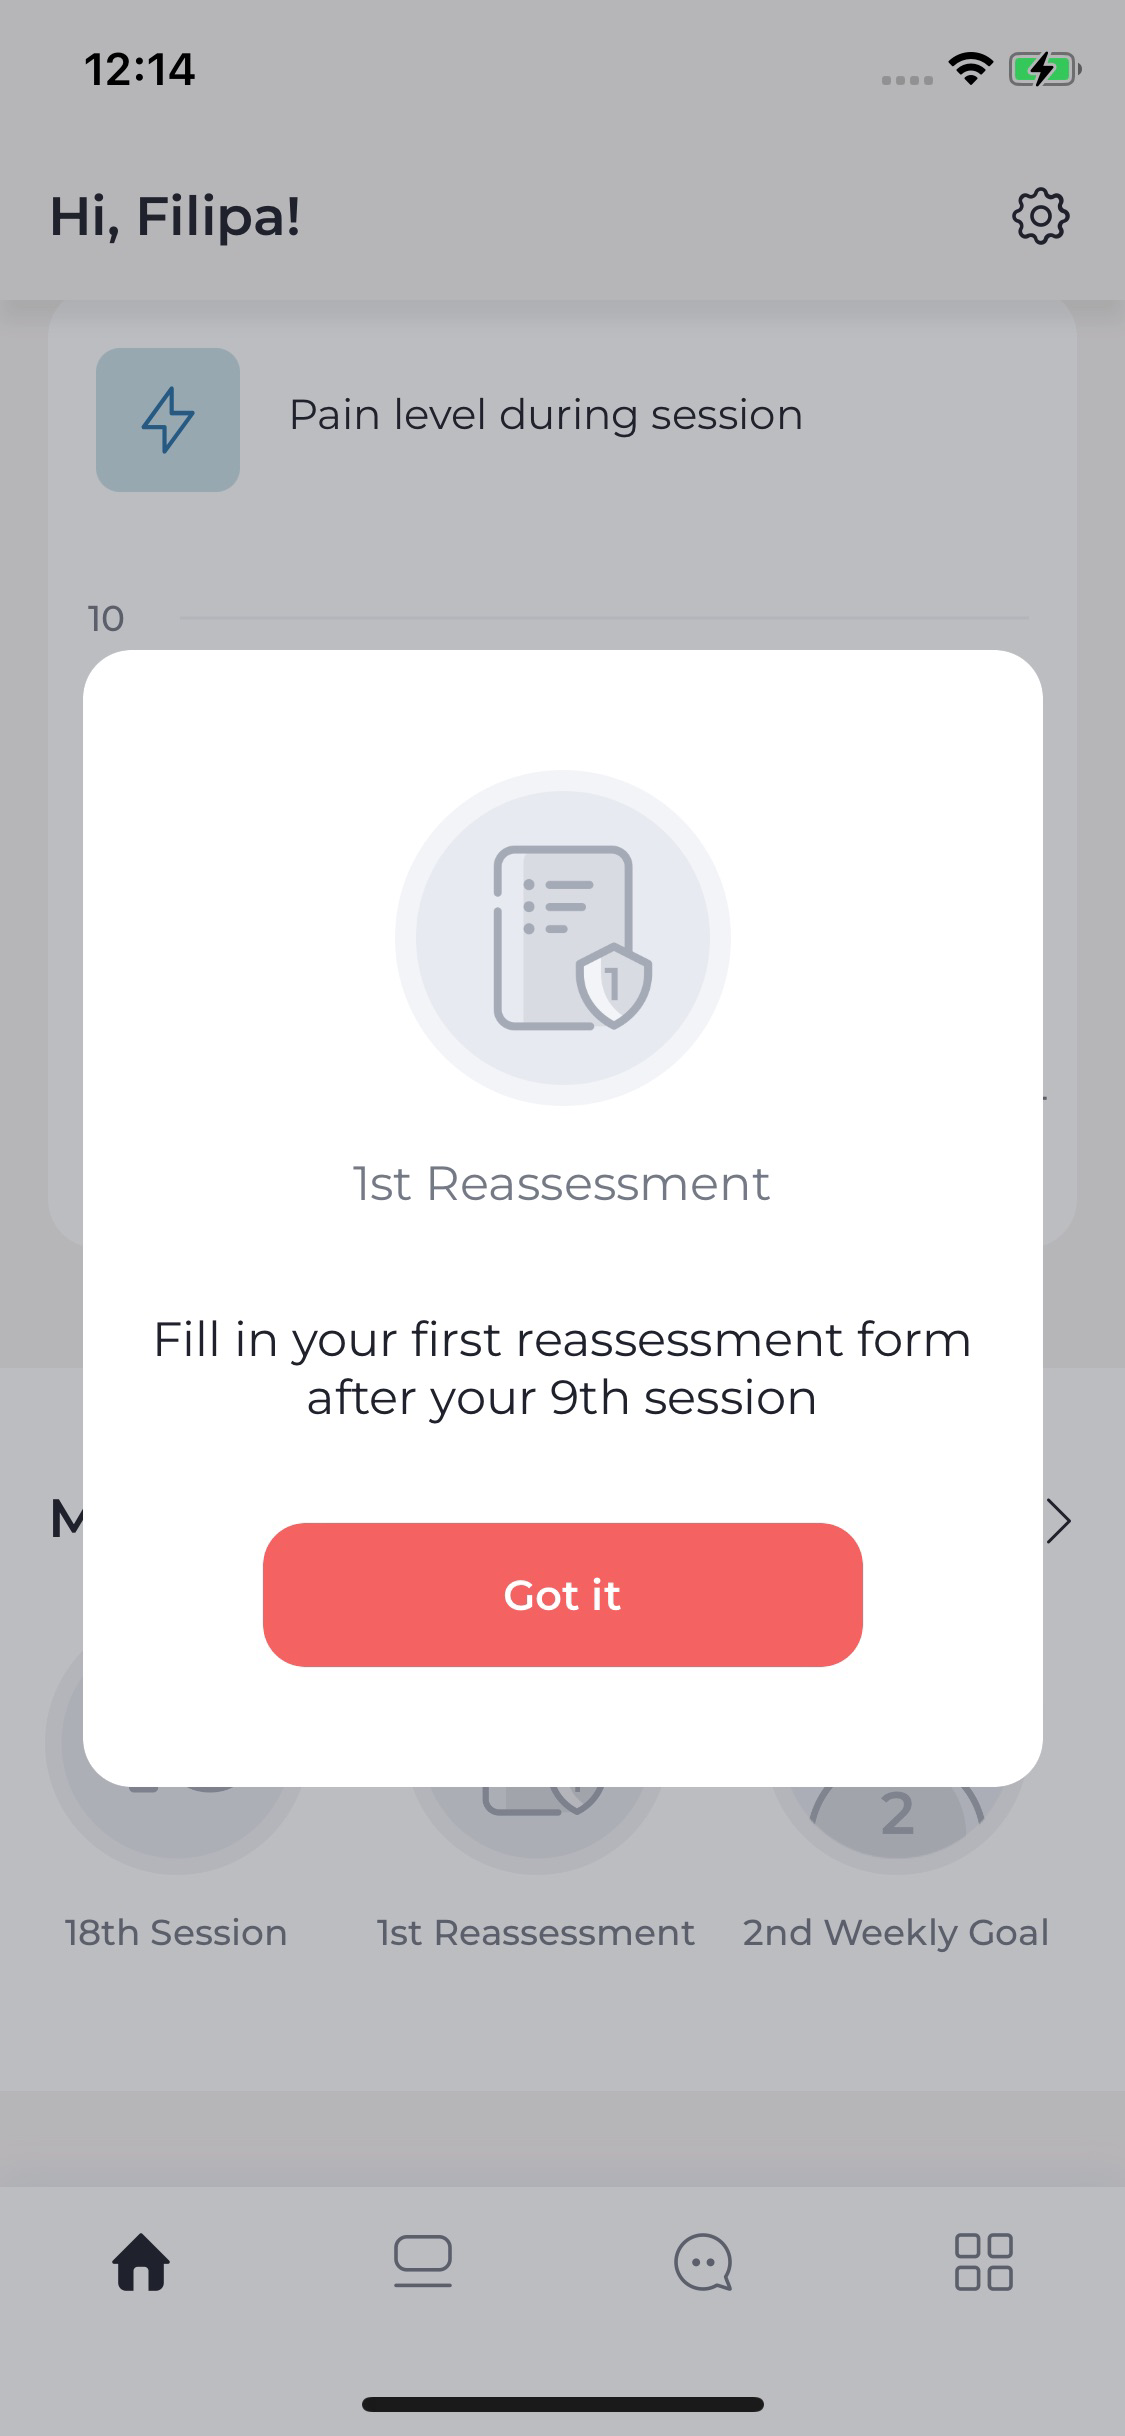 12:14
Hi, Filipa!
Pain level during session
10
1
1st Reassessment
Fill in your first reassessment form
after your 9th session
Got it
2
18th Session
1st Reassessment
2nd Weekly Goal